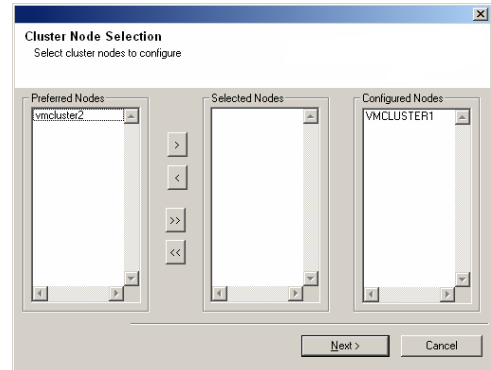 Cluster Node Selection
Select cluster nodes to configure
Preferred Nodes
vmcluster2
>
<
>>
<<
Selected Nodes
Configured Nodes
VMCLUSTER1
Next >
Cancel